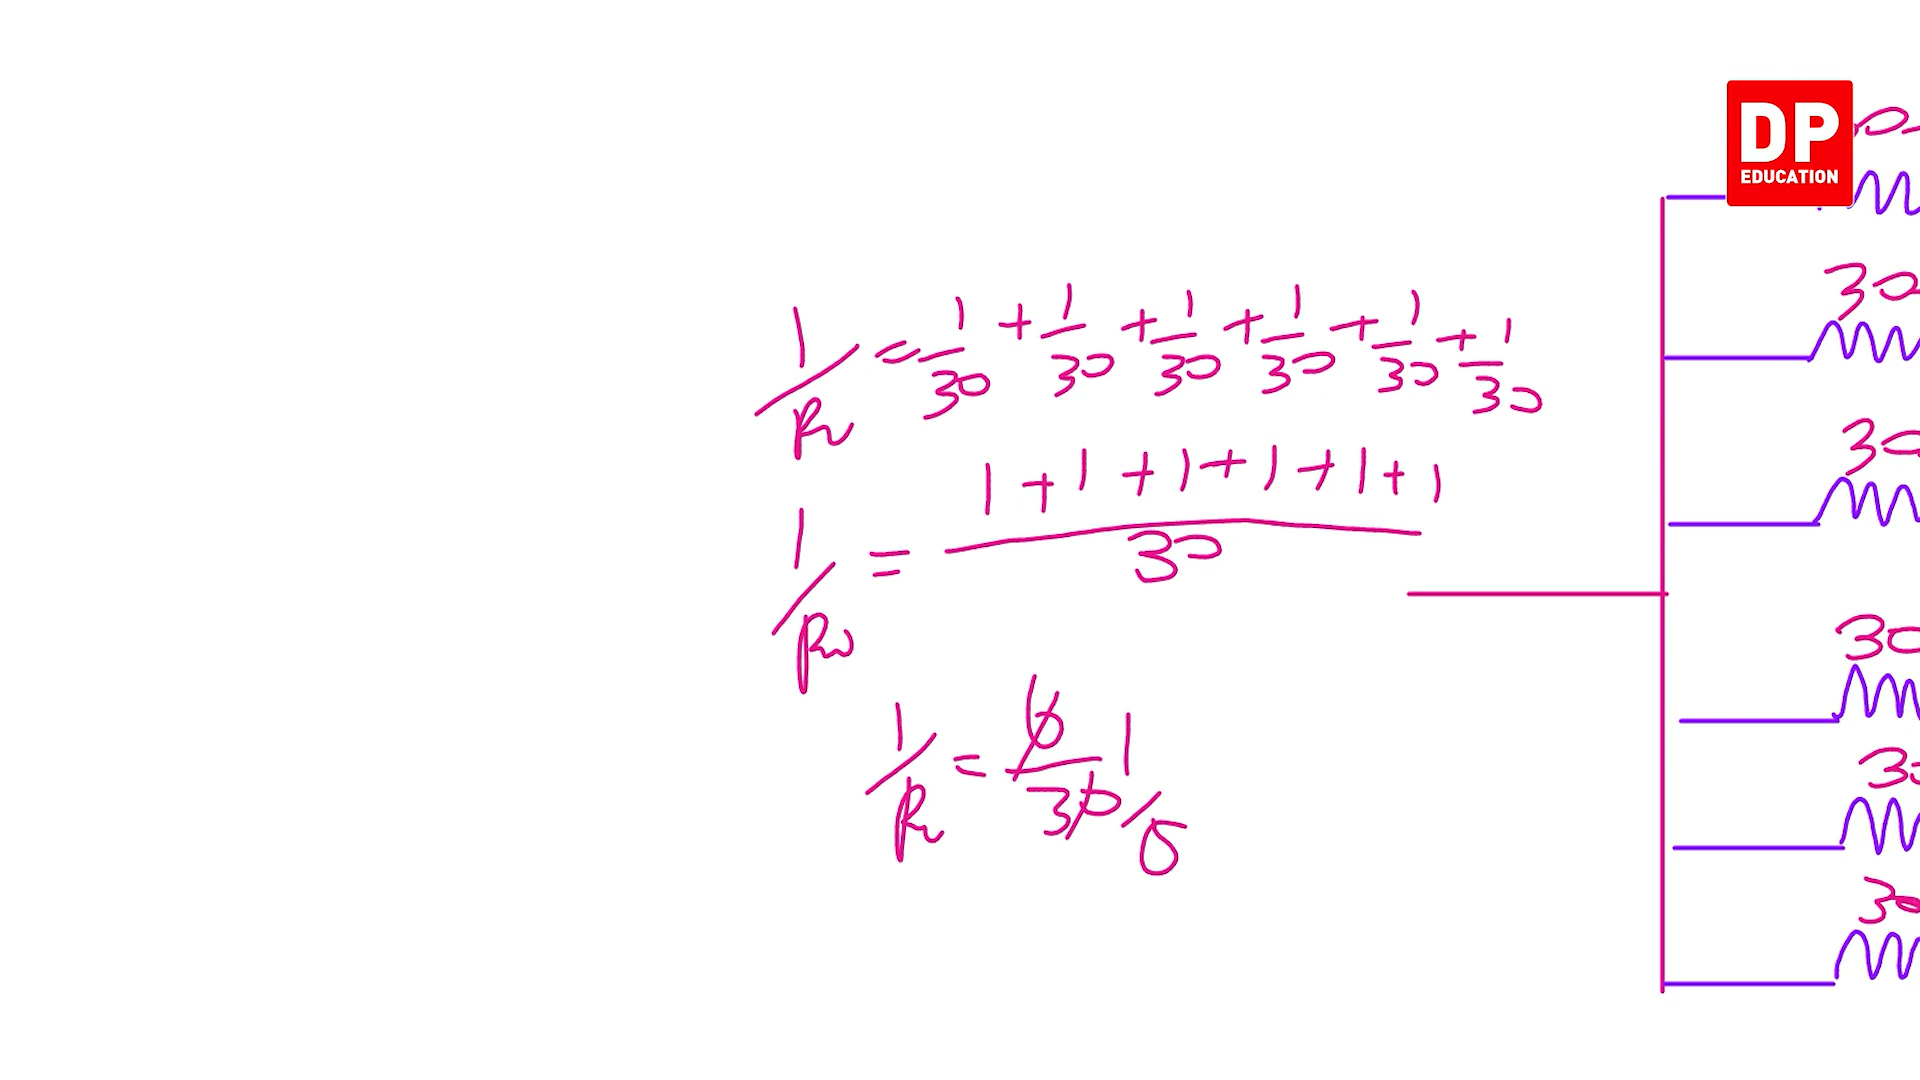 DP
EDUCATION
30
1/R = 1/30 + 1/30 + 1/30 + 1/30 + 1/30 + 1/30
30
1 + 1 + 1 + 1 + 1 + 1
1/R = 30
30
1/R = 6/30 1/5
30
30